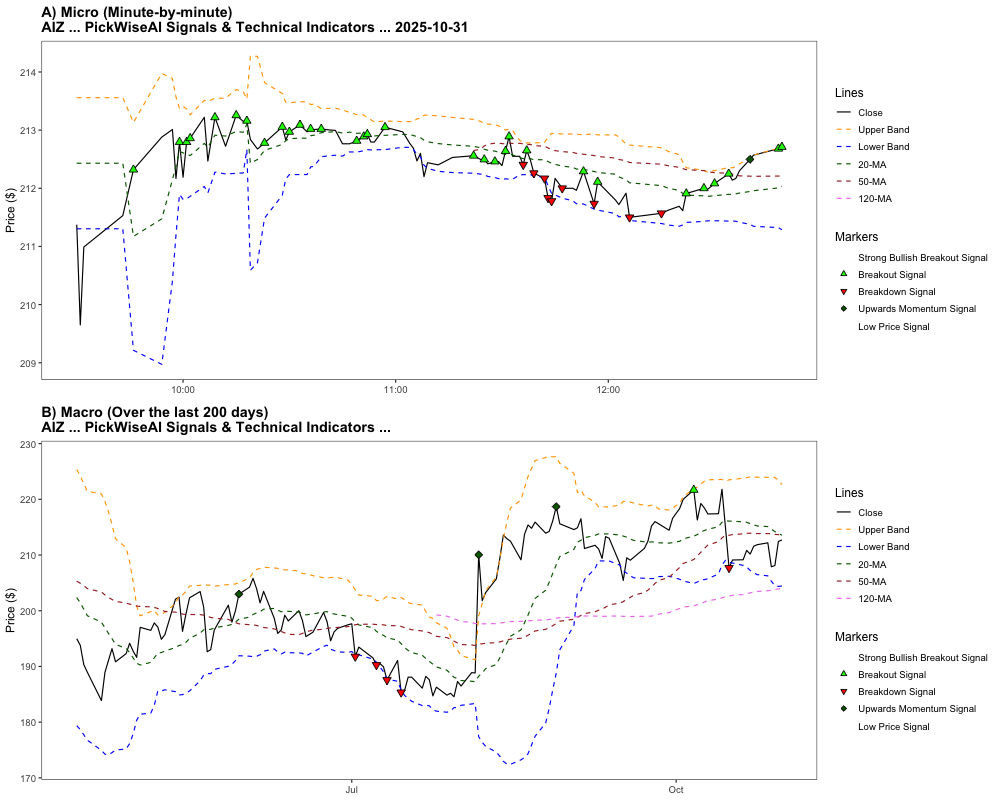 A) Micro (Minute-by-minute)
AIZ ... PickWiseAI Signals & Technical Indicators ... 2025-10-31
Price ($)
214
213
212
211
210
209
10:00
11:00
12:00
Lines
Close
Upper Band
Lower Band
20-MA
50-MA
120-MA
Markers
Strong Bullish Breakout Signal
Breakout Signal
Breakdown Signal
Upwards Momentum Signal
Low Price Signal
B) Macro (Over the last 200 days)
AIZ ... PickWiseAI Signals & Technical Indicators ...
Price ($)
230
220
210
200
190
180
170
Jul
Oct
Lines
Close
Upper Band
Lower Band
20-MA
50-MA
120-MA
Markers
Strong Bullish Breakout Signal
Breakout Signal
Breakdown Signal
Upwards Momentum Signal
Low Price Signal